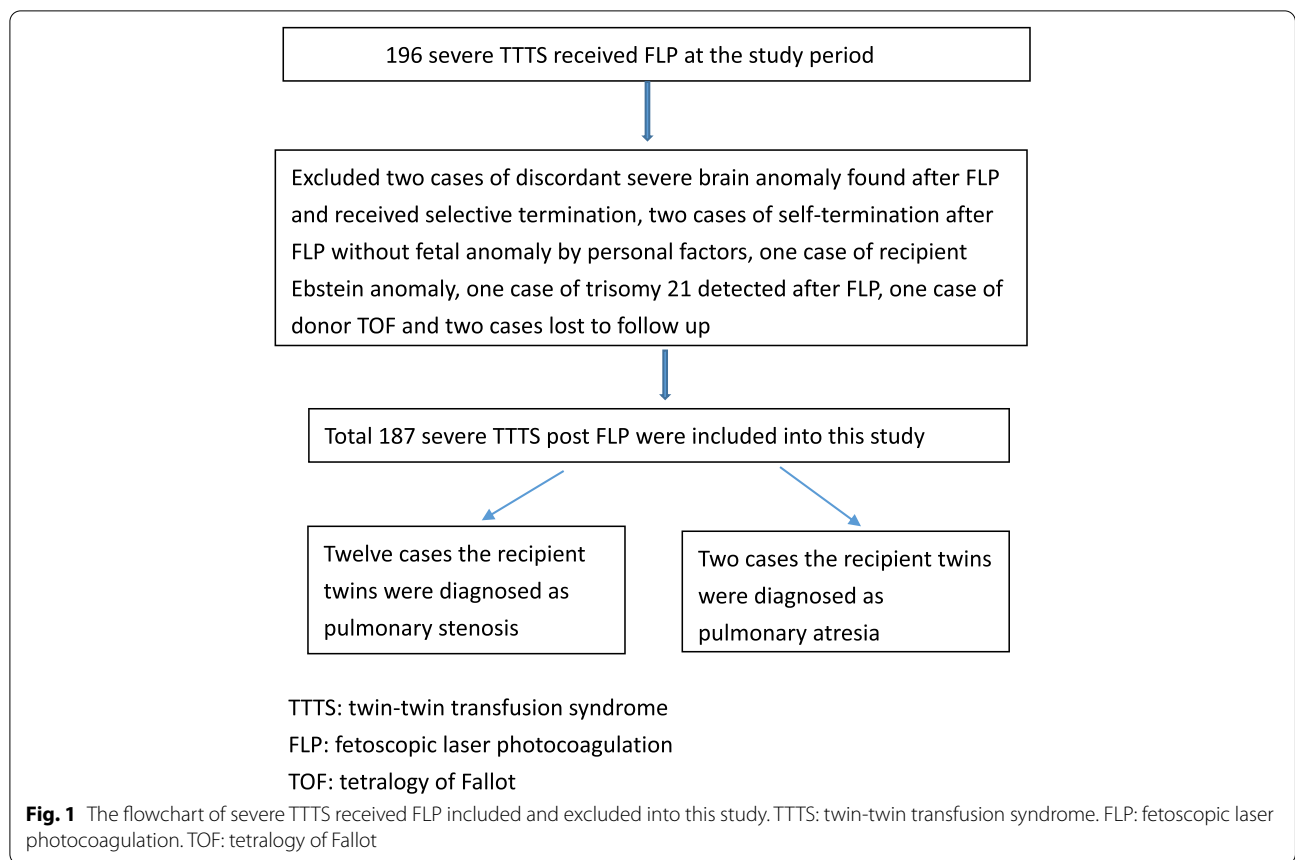 196 severe TTTS received FLP at the study period
Excluded two cases of discordant severe brain anomaly found after FLP
and received selective termination, two cases of self-termination after
FLP without fetal anomaly by personal factors, one case of recipient
Ebstein anomaly, one case of trisomy 21 detected after FLP, one case of
donor TOF and two cases lost to follow up
Total 187 severe TTTS post FLP were included into this study
Twelve cases the recipient
twins were diagnosed as
pulmonary stenosis
Two cases the recipient twins
were diagnosed as
pulmonary atresia
TTTS: twin-twin transfusion syndrome
FLP: fetoscopic laser photocoagulation
TOF: tetralogy of Fallot
Fig. 1 The flowchart of severe TTTS received FLP included and excluded into this study. TTTS: twin-twin transfusion syndrome. FLP: fetoscopic laser
photocoagulation. TOF: tetralogy of Fallot